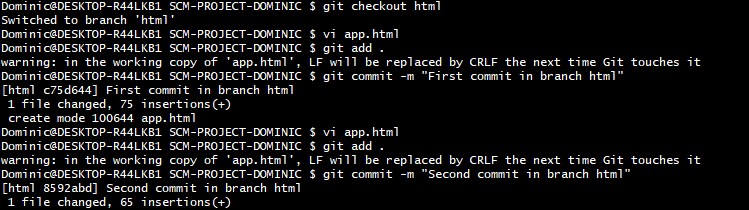 Dominic@DESKTOP-R44LKB1 SCM-PROJECT-DOMINIC $ git checkout html
Switched to branch 'html'
Dominic@DESKTOP-R44LKB1 SCM-PROJECT-DOMINIC $ vi app.html
Dominic@DESKTOP-R44LKB1 SCM-PROJECT-DOMINIC $ git add .
warning: in the working copy of 'app.html', LF will be replaced by CRLF the next time Git touches it
Dominic@DESKTOP-R44LKB1 SCM-PROJECT-DOMINIC $ git commit -m "First commit in branch html"
[html c75d644] First commit in branch html
 1 file changed, 75 insertions(+)
 create mode 100644 app.html
Dominic@DESKTOP-R44LKB1 SCM-PROJECT-DOMINIC $ vi app.html
Dominic@DESKTOP-R44LKB1 SCM-PROJECT-DOMINIC $ git add .
warning: in the working copy of 'app.html', LF will be replaced by CRLF the next time Git touches it
Dominic@DESKTOP-R44LKB1 SCM-PROJECT-DOMINIC $ git commit -m "Second commit in branch html"
[html 8592abd] Second commit in branch html
 1 file changed, 65 insertions(+)